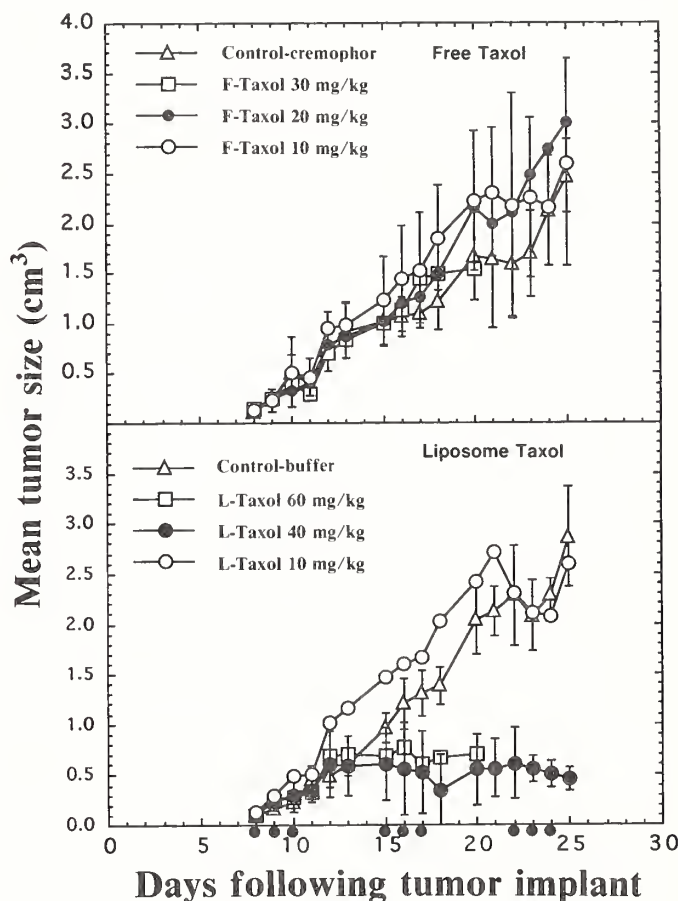 Mean tumor size (cm³)
4.0
3.5
3.0
2.5
2.0
1.5
1.0
0.5
Control-cremophor
F-Taxol 30 mg/kg
F-Taxol 20 mg/kg
F-Taxol 10 mg/kg
Free Taxol
3.5
3.0
2.5
2.0
1.5
1.0
0.5
0.0
Control-buffer
L-Taxol 60 mg/kg
L-Taxol 40 mg/kg
L-Taxol 10 mg/kg
Liposome Taxol
0 5 10 15 20 25 30
Days following tumor implant